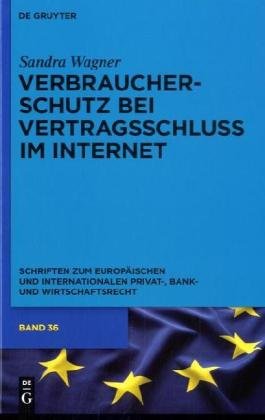 DE GRUYTER
Sandra Wagner
VERBRAUCHER-
SCHUTZ BEI
VERTRAGSSCHLUSS
IM INTERNET
SCHRIFTEN ZUM EUROPÄISCHEN
UND INTERNATIONALEN PRIVAT-, BANK-
UND WIRTSCHAFTSRECHT
BAND 36
DE
G